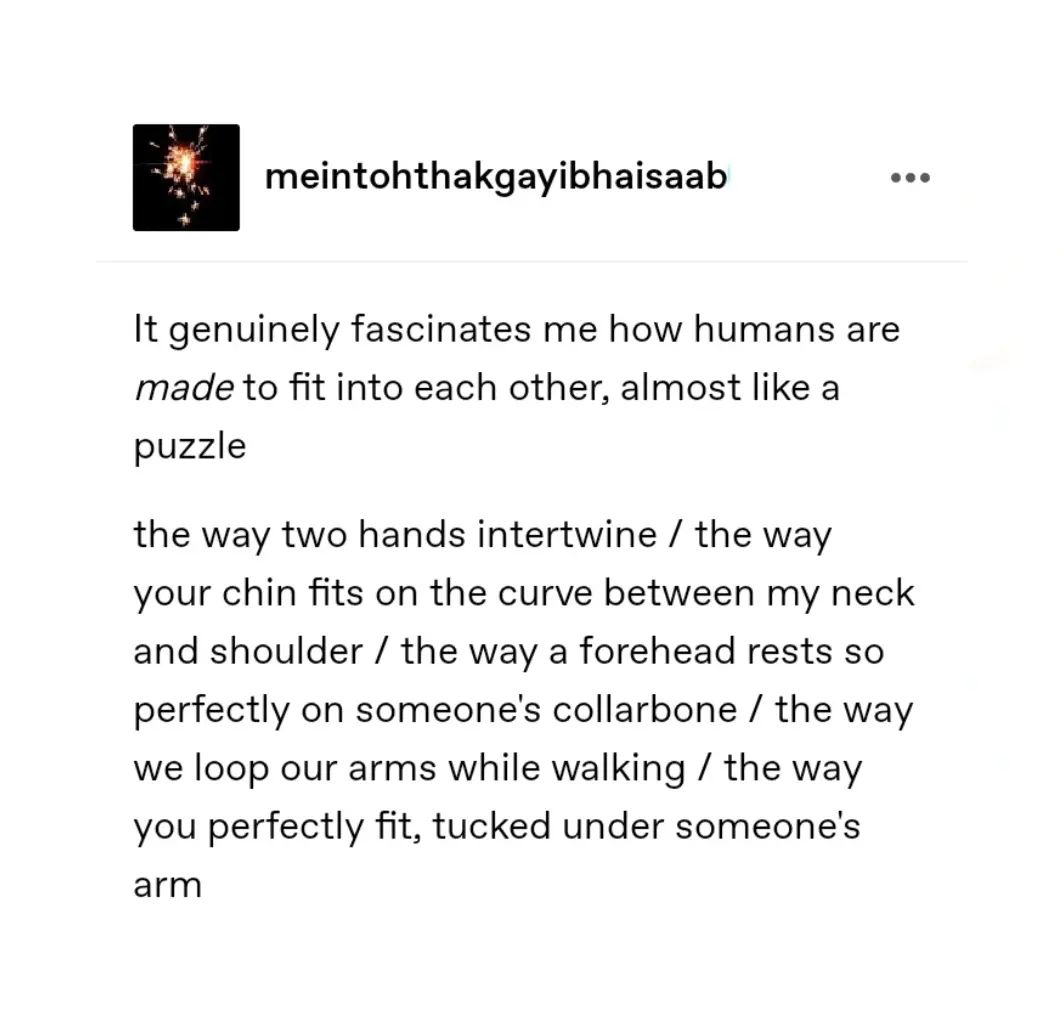 meintohthakgayibhaisaab
It genuinely fascinates me how humans are
made to fit into each other, almost like a
puzzle
the way two hands intertwine / the way
your chin fits on the curve between my neck
and shoulder / the way a forehead rests so
perfectly on someone's collarbone / the way
we loop our arms while walking / the way
you perfectly fit, tucked under someone's
arm